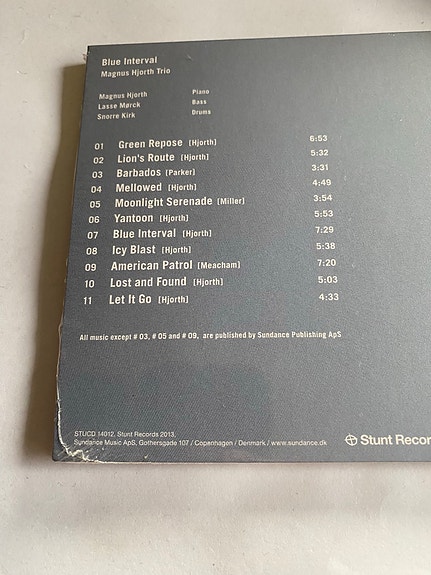 Blue Interval
Magnus Hjorth Trio
Magnus Hjorth Piano
Lasse Mørck Bass
Snorre Kirk Drums
01 Green Repose [Hjorth] 6:53
02 Lion's Route [Hjorth] 5:32
03 Barbados [Parker] 3:31
04 Mellowed [Hjorth] 4:49
05 Moonlight Serenade [Miller] 3:54
06 Yantoon [Hjorth] 5:53
07 Blue Interval [Hjorth] 7:29
08 Icy Blast [Hjorth] 5:38
09 American Patrol [Meacham] 7:20
10 Lost and Found [Hjorth] 5:03
11 Let It Go [Hjorth] 4:33
All music except # 03, # 05 and # 09, are published by Sundance Publishing ApS
STUCD 14012, Stunt Records 2013,
Sundance Music ApS, Gothersgade 107 / Copenhagen / Denmark / www.sundance.dk
Stunt Recor